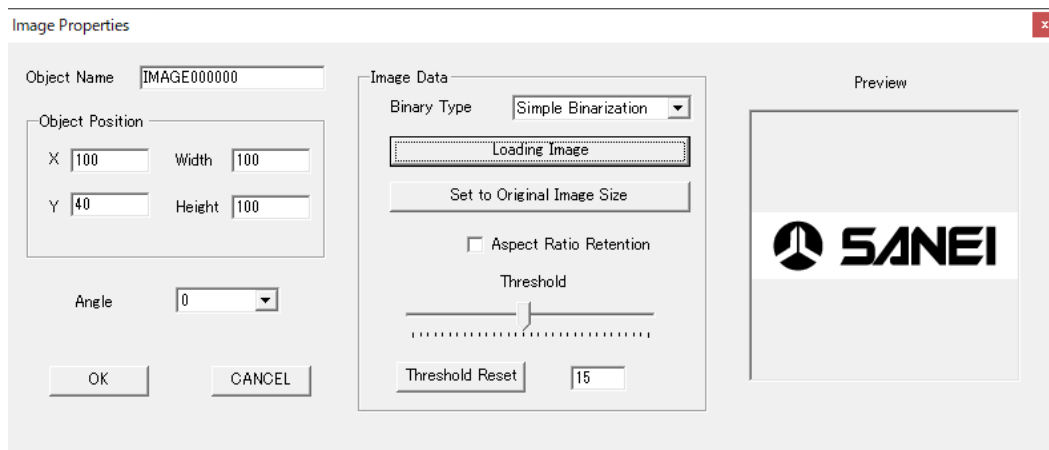 Image Properties
x
Object Name IMAGE000000
Object Position
X 100 Width 100
Y 40 Height 100
Angle 0
OK CANCEL
Image Data
Binary Type Simple Binarization
Loading Image
Set to Original Image Size
Aspect Ratio Retention
Threshold
Threshold Reset 15
Preview
SANEI